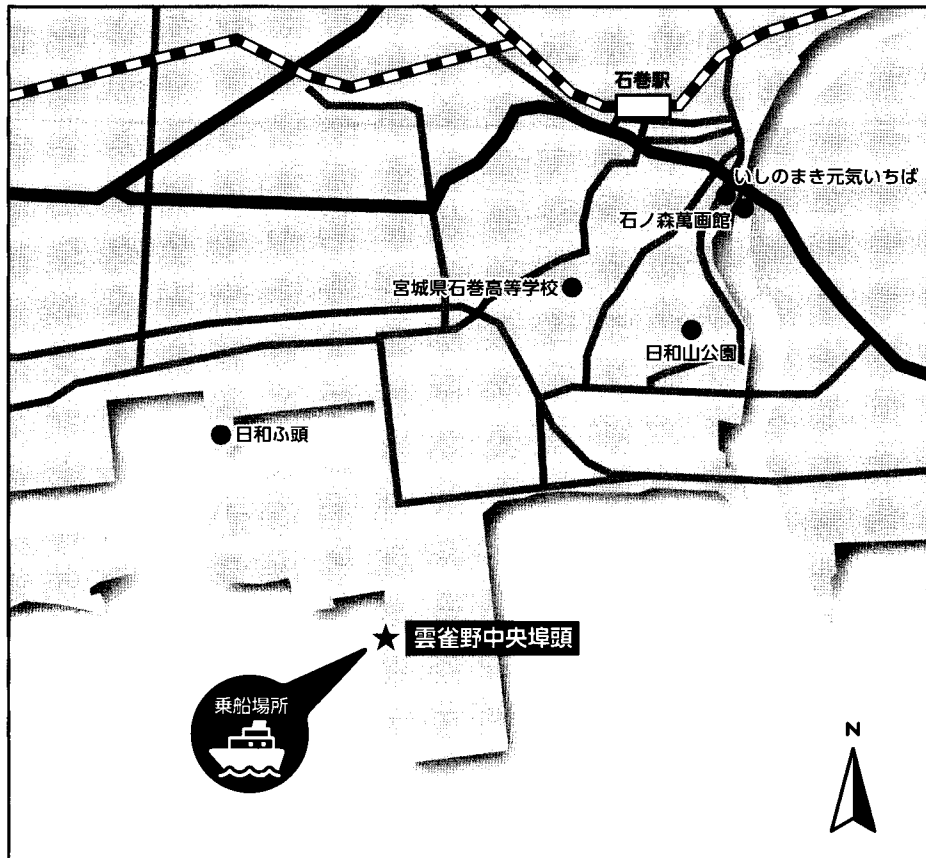 石巻駅
いしのまき元気いちば
石ノ森萬画館
宮城県石巻高等学校
日和山公園
日和ふ頭
雲雀野中央埠頭
乗船場所
N